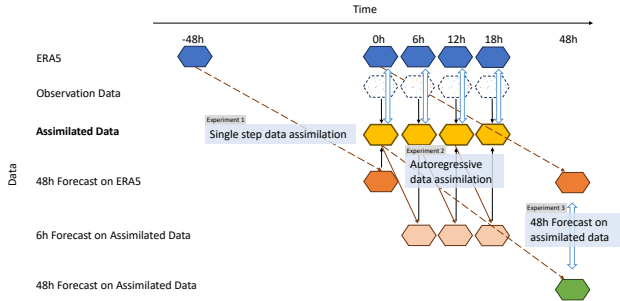 Time
-48h 0h 6h 12h 18h 48h
ERA5
Observation Data
Experiment 1
Assimilated Data
Single step data assimilation
Experiment 2
Autoregressive
data assimilation
Data
48h Forecast on ERA5
Experiment 3
48h Forecast on
assimilated data
6h Forecast on Assimilated Data
48h Forecast on Assimilated Data